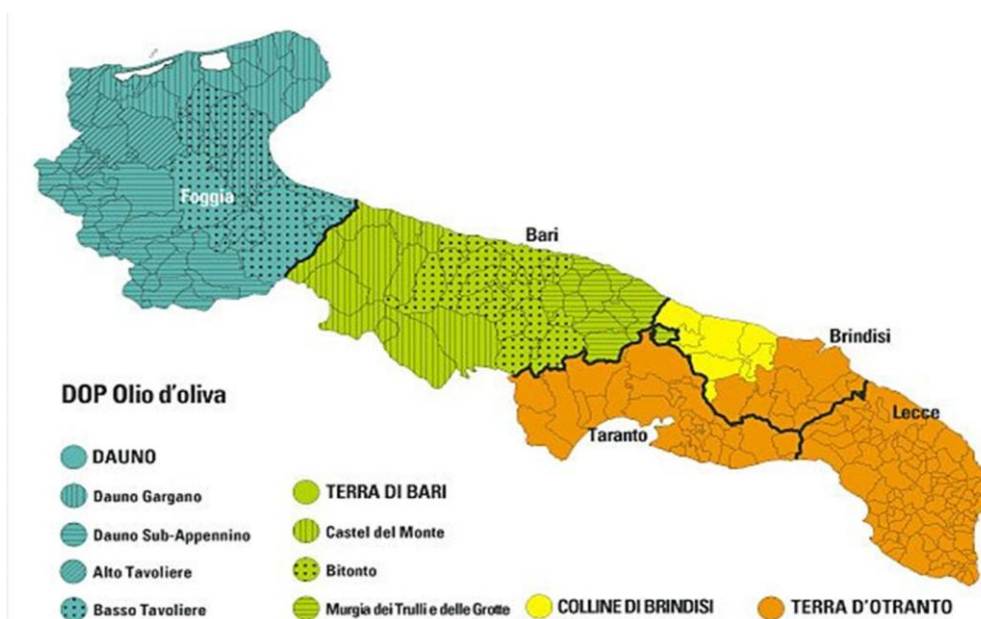 Foggia
Bari
Brindisi
Lecce
Taranto
DOP Olio d'oliva
DAUNO
Dauno Gargano
Dauno Sub-Appennino
Alto Tavoliere
Basso Tavoliere
TERRA DI BARI
Castel del Monte
Bitonto
Murgia dei Trulli e delle Grotte
COLLINE DI BRINDISI
TERRA D'OTRANTO